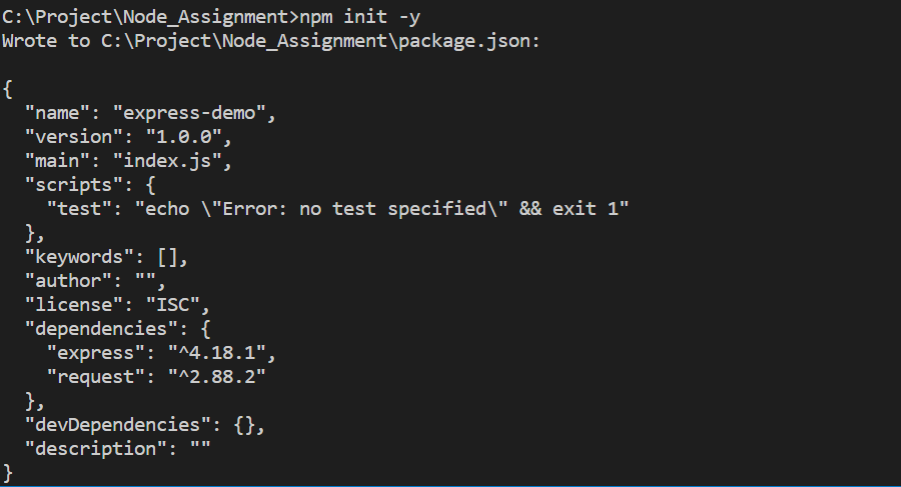 C:\Project\Node_Assignment>npm init -y
Wrote to C:\Project\Node_Assignment\package.json:
{
"name": "express-demo",
"version": "1.0.0",
"main": "index.js",
"scripts": {
"test": "echo \"Error: no test specified\" && exit 1"
},
"keywords": [],
"author": "",
"license": "ISC",
"dependencies": {
"express": "^4.18.1",
"request": "^2.88.2"
},
"devDependencies": {},
"description": ""
}